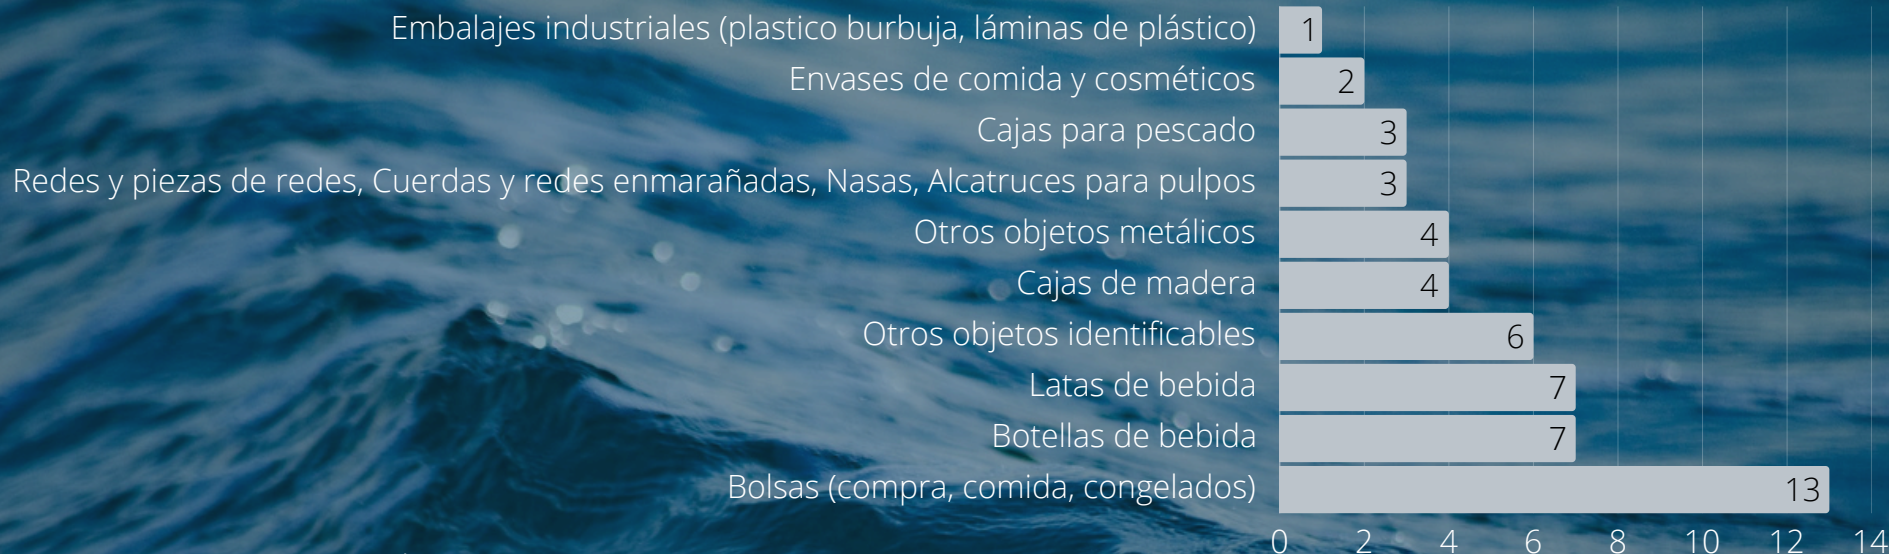 Embalajes industriales (plastico burbuja, láminas de plástico) 1
Envases de comida y cosméticos 2
Cajas para pescado 3
Redes y piezas de redes, Cuerdas y redes enmarañadas, Nasas, Alcatruces para pulpos 3
Otros objetos metálicos 4
Cajas de madera 4
Otros objetos identificables 6
Latas de bebida 7
Botellas de bebida 7
Bolsas (compra, comida, congelados) 13
0 2 4 6 8 10 12 14